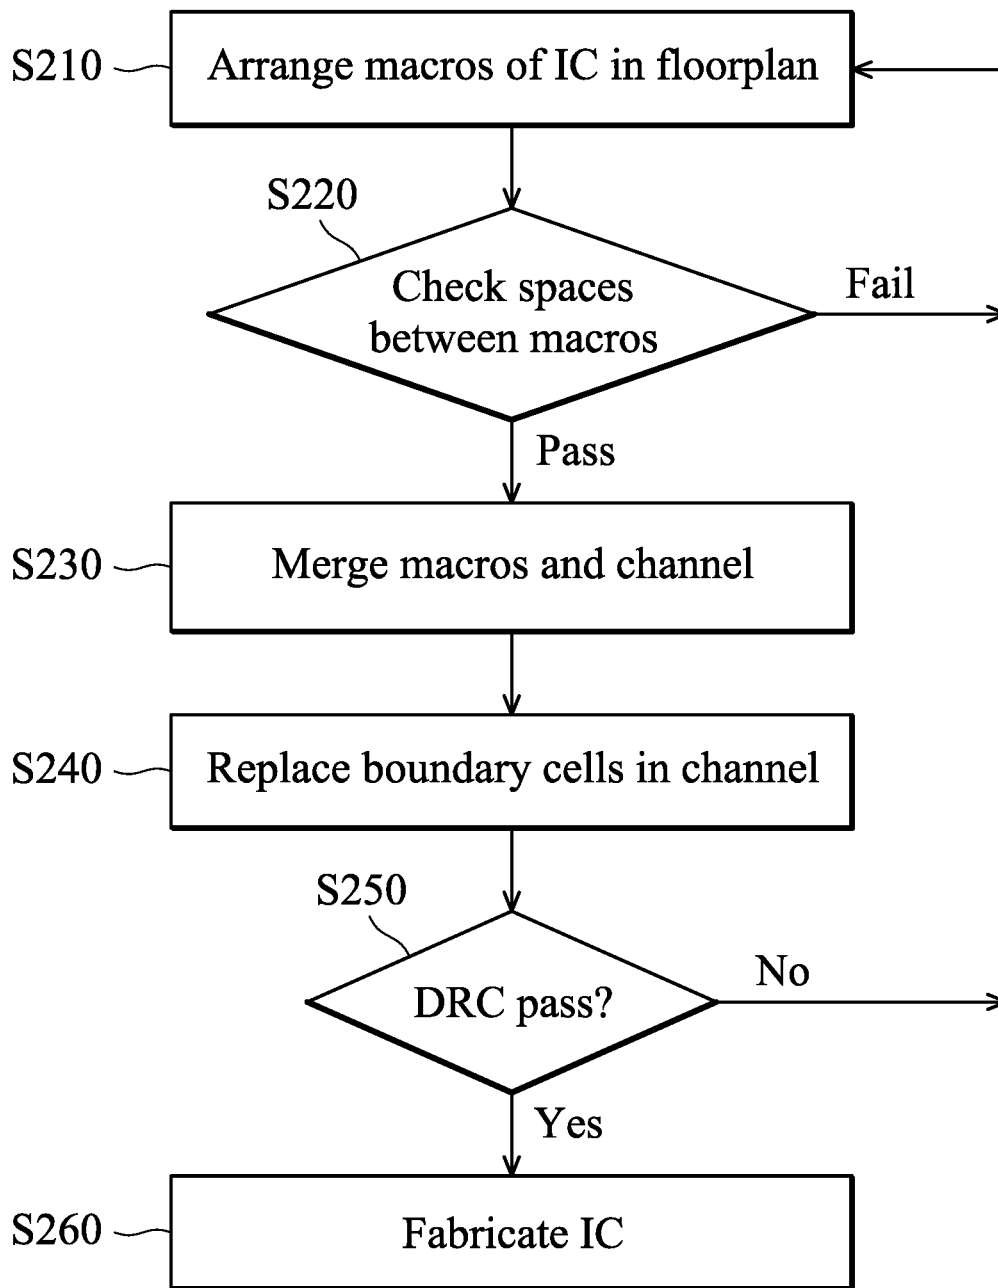 S210
Arrange macros of IC in floorplan
S220
Check spaces
between macros
Fail
Pass
S230
Merge macros and channel
S240
Replace boundary cells in channel
S250
DRC pass?
No
Yes
S260
Fabricate IC